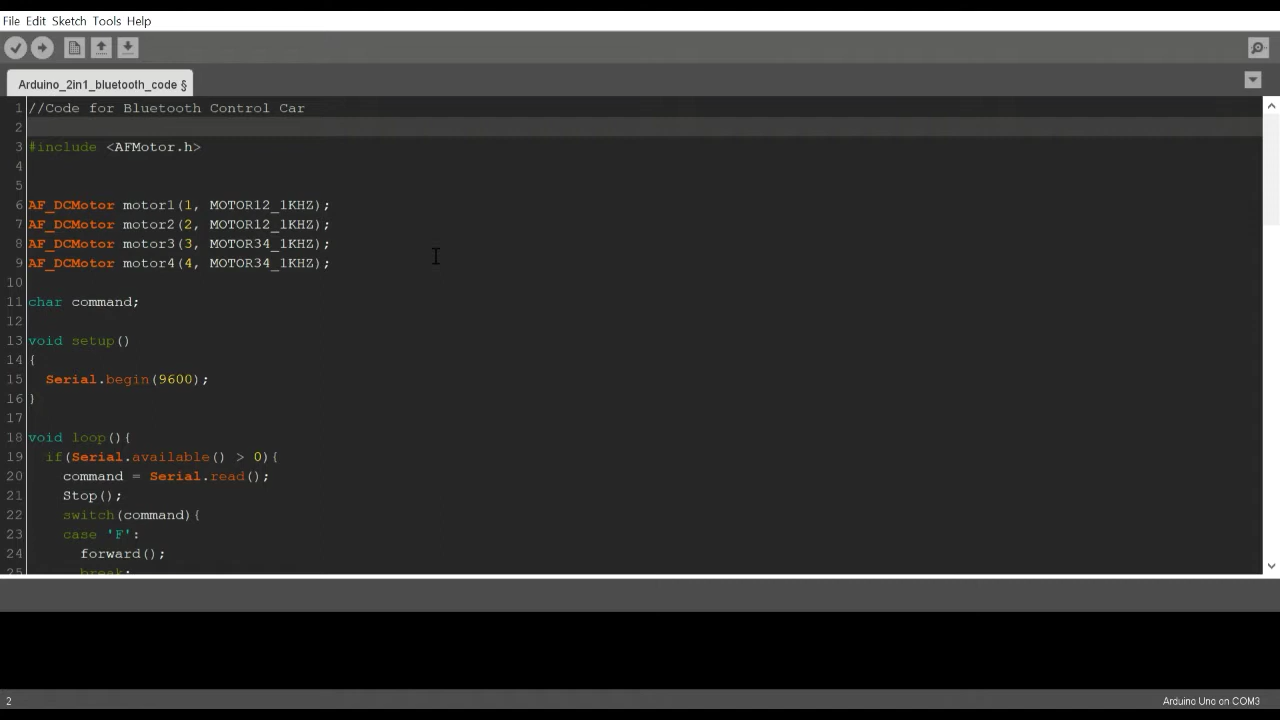 File Edit Sketch Tools Help
Arduino_2in1_bluetooth_code §
1 //Code for Bluetooth Control Car
2
3 #include <AFMotor.h>
4
5
6 AF_DCMotor motor1(1, MOTOR12_1KHZ);
7 AF_DCMotor motor2(2, MOTOR12_1KHZ);
8 AF_DCMotor motor3(3, MOTOR34_1KHZ);
9 AF_DCMotor motor4(4, MOTOR34_1KHZ);
10
11 char command;
12
13 void setup()
14 {
15 Serial.begin(9600);
16 }
17
18 void loop(){
19 if(Serial.available() > 0){
20 command = Serial.read();
21 Stop();
22 switch(command){
23 case 'F':
24 forward();
25 break;
2
Arduino Uno on COM3